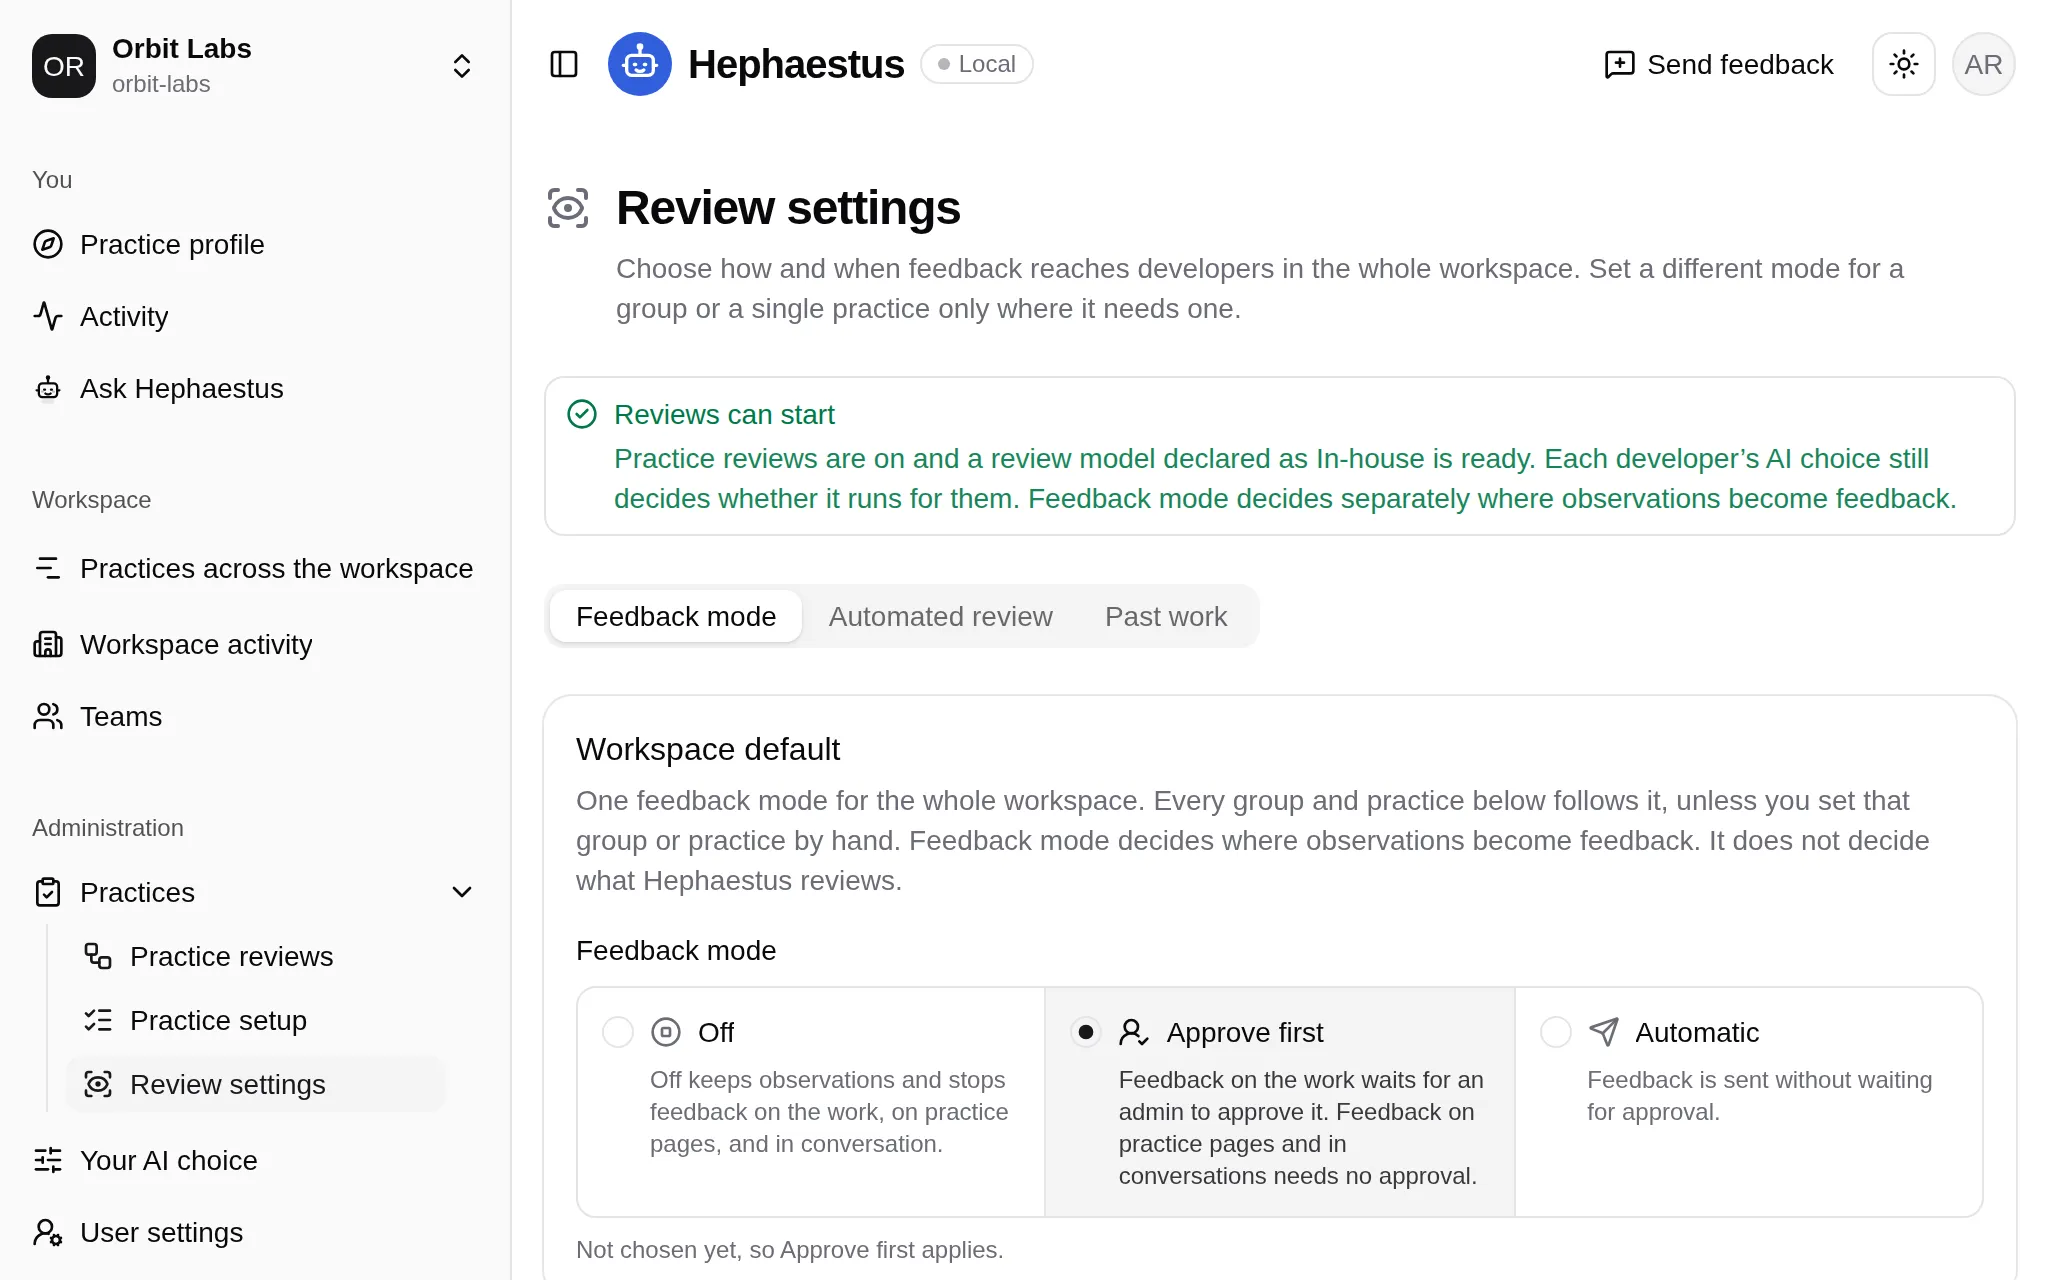 OR
Orbit Labs
orbit-labs
You
Practice profile
Activity
Ask Hephaestus
Workspace
Practices across the workspace
Workspace activity
Teams
Administration
Practices
Practice reviews
Practice setup
Review settings
Your AI choice
User settings
Hephaestus
Local
Send feedback
AR
Review settings
Choose how and when feedback reaches developers in the whole workspace. Set a different mode for a
group or a single practice only where it needs one.
Reviews can start
Practice reviews are on and a review model declared as In-house is ready. Each developer’s AI choice still
decides whether it runs for them. Feedback mode decides separately where observations become feedback.
Feedback mode
Automated review
Past work
Workspace default
One feedback mode for the whole workspace. Every group and practice below follows it, unless you set that
group or practice by hand. Feedback mode decides where observations become feedback. It does not decide
what Hephaestus reviews.
Feedback mode
Off
Off keeps observations and stops
feedback on the work, on practice
pages, and in conversation.
Approve first
Feedback on the work waits for an
admin to approve it. Feedback on
practice pages and in
conversations needs no approval.
Automatic
Feedback is sent without waiting
for approval.
Not chosen yet, so Approve first applies.